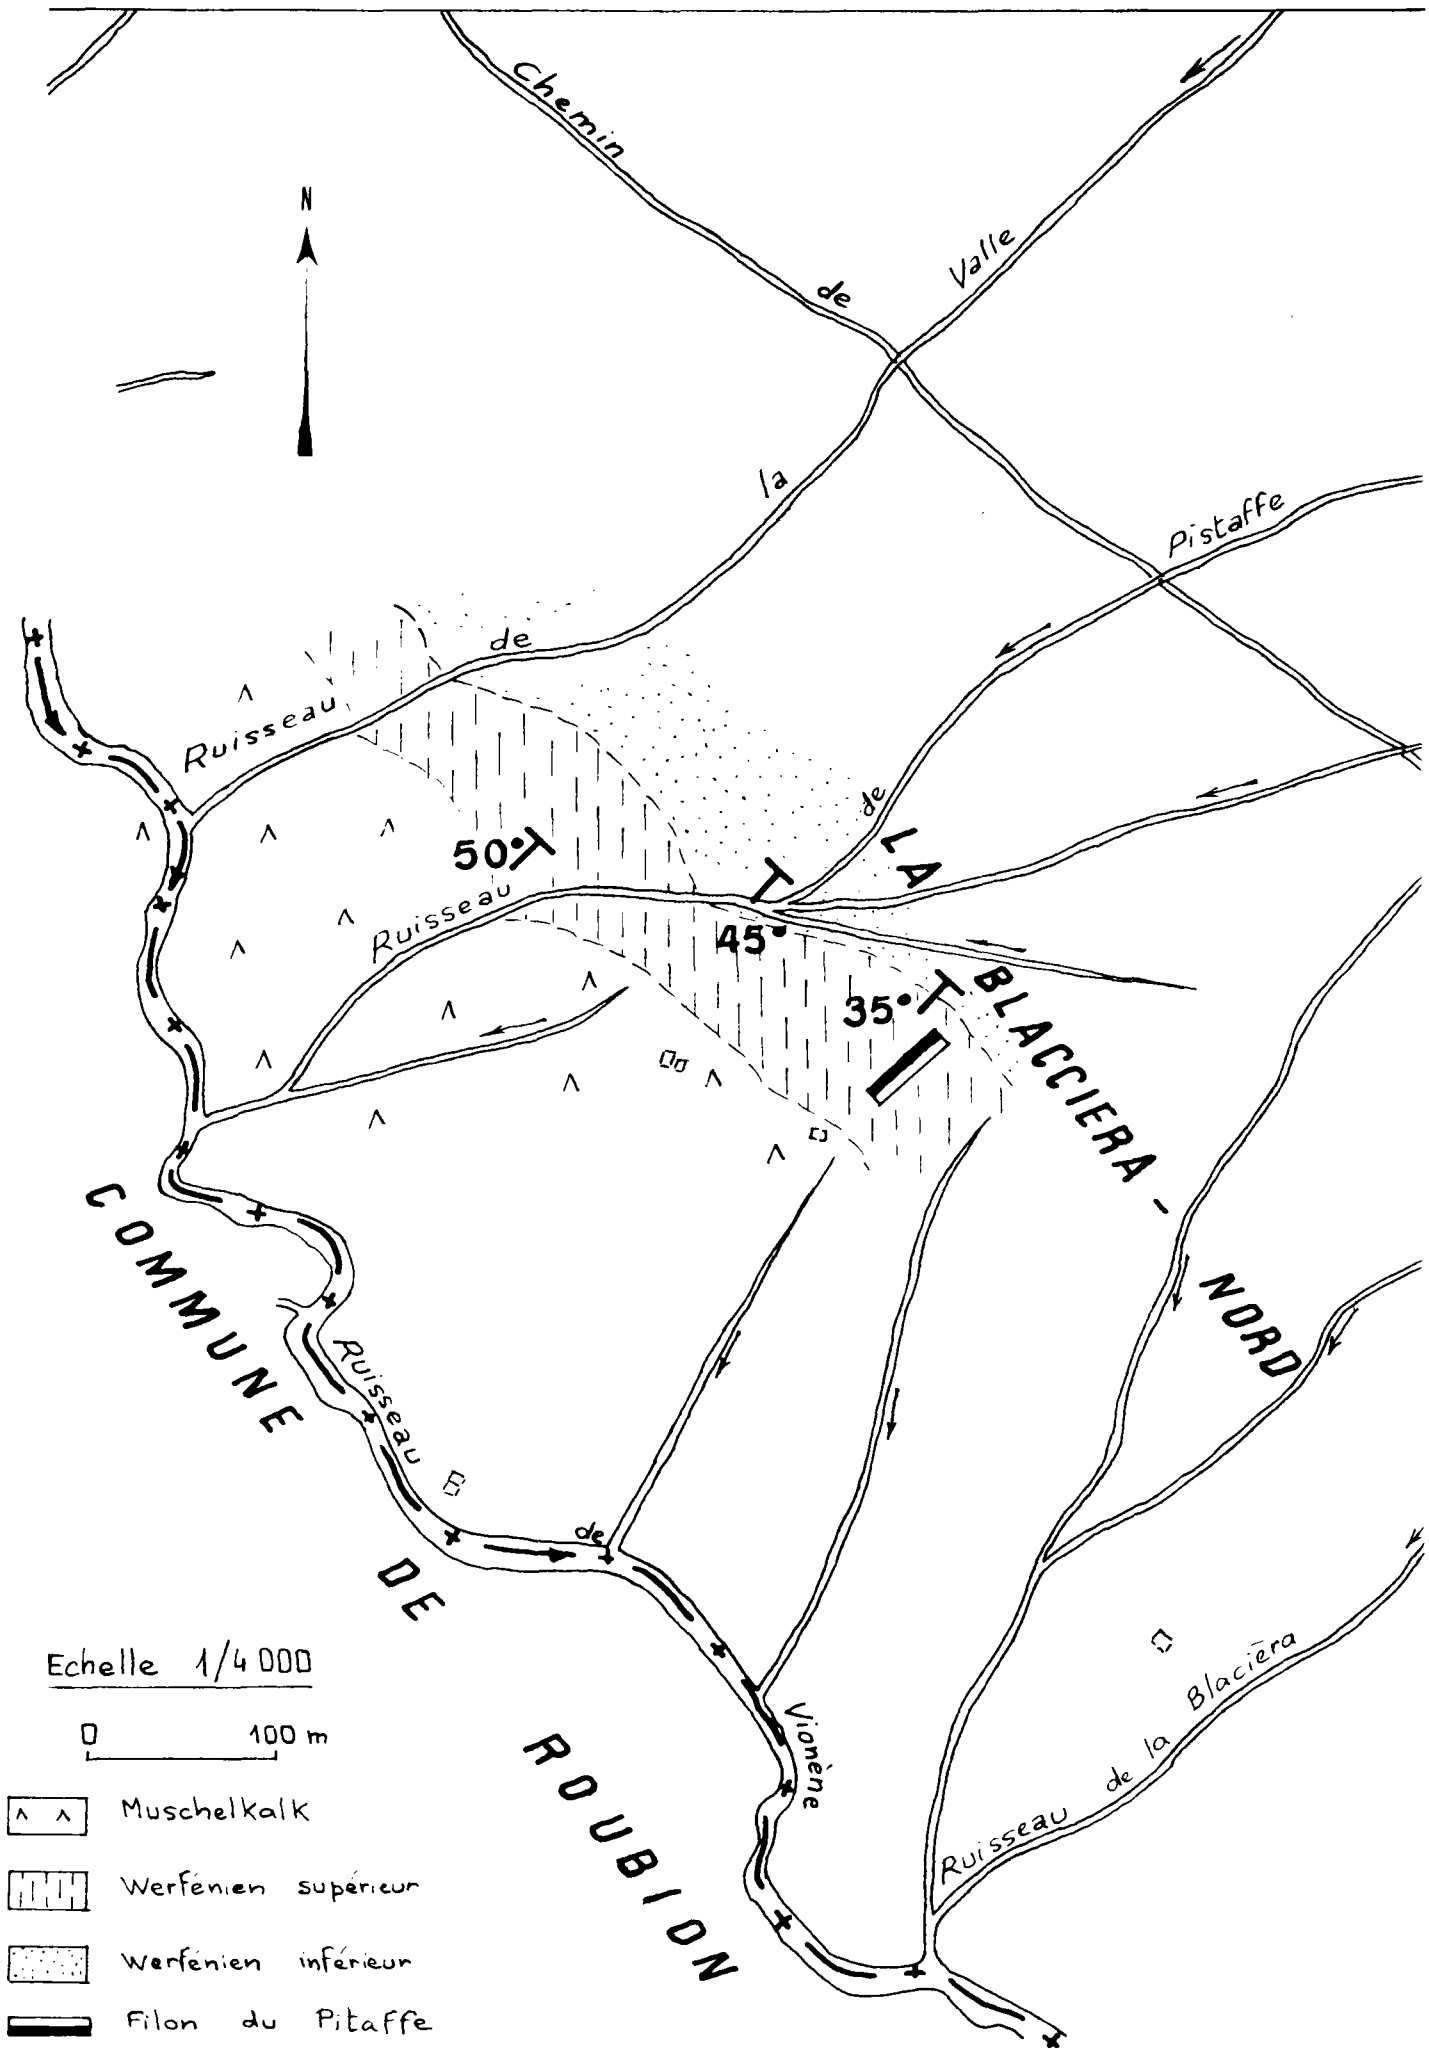 Chemin de
N
Ruisseau de la Valle
Ruisseau de Pistaffe
50°
45°
35°
LA BLACCIERA - NORD
COMMUNE DE ROUBION
Ruisseau de Vionène
Ruisseau de la Blaciēra
Echelle 1/4 000
0 100 m
Muschelkalk
Werfénien supérieur
Werfénien inférieur
Filon du Pitaffe